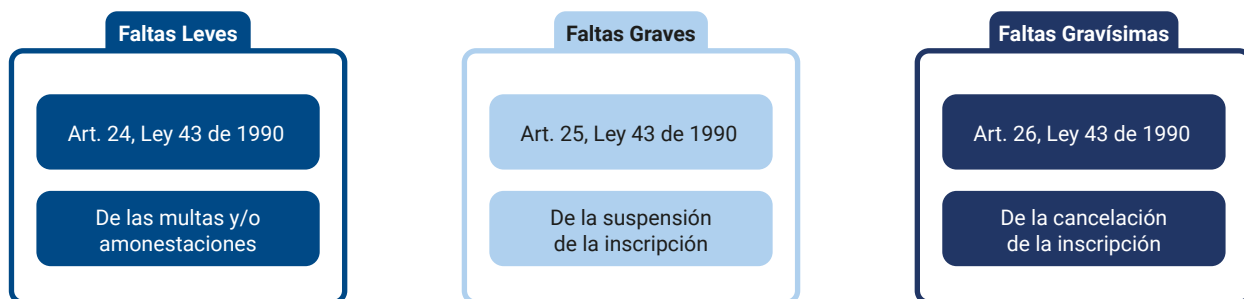 Faltas Leves
Art. 24, Ley 43 de 1990
De las multas y/o
amonestaciones
Faltas Graves
Art. 25, Ley 43 de 1990
De la suspensión
de la inscripción
Faltas Gravísimas
Art. 26, Ley 43 de 1990
De la cancelación
de la inscripción